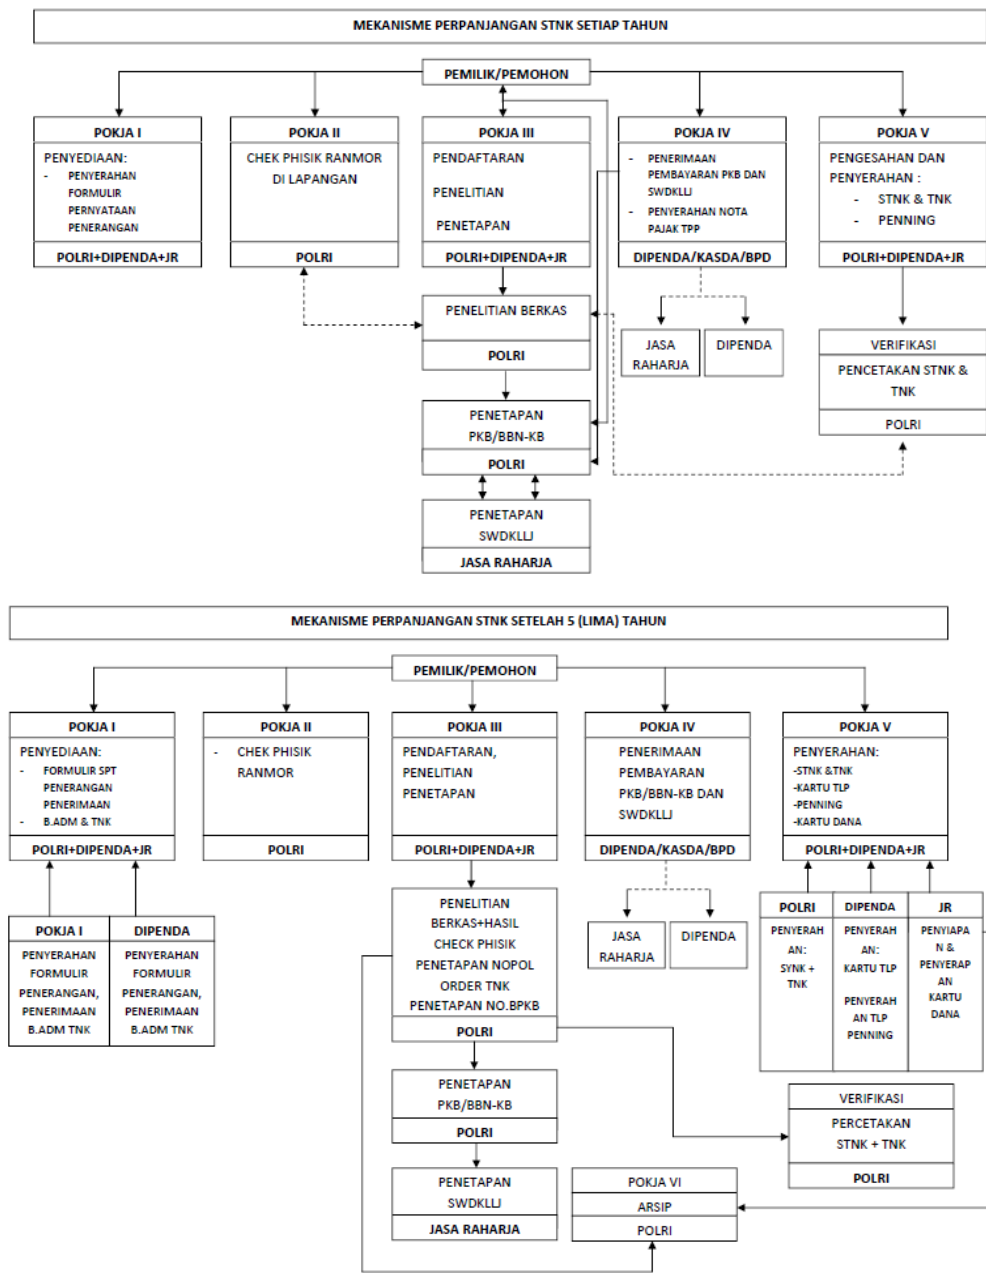 MEKANISME PERPANJANGAN STNK SETIAP TAHUN
PEMILIK/PEMOHON
POKJA I
PENYEDIAAN:
- PENYERAHAN
FORMULIR
PERNYATAAN
PENERANGAN
POLRI+DIPENDA+JR
POKJA II
CHEK PHISIK RANMOR
DI LAPANGAN
POLRI
POKJA III
PENDAFTARAN
PENELITIAN
PENETAPAN
POLRI+DIPENDA+JR
POKJA IV
- PENERIMAAN
PEMBAYARAN PKB DAN
SWDKLLJ
- PENYERAHAN NOTA
PAJAK TPP
DIPENDA/KASDA/BPD
POKJA V
PENGESAHAN DAN
PENYERAHAN :
- STNK & TNK
- PENNING
POLRI+DIPENDA+JR
PENELITIAN BERKAS
POLRI
JASA
RAHARJA
DIPENDA
VERIFIKASI
PENCETAKAN STNK &
TNK
POLRI
PENETAPAN
PKB/BBN-KB
POLRI
PENETAPAN
SWDKLLJ
JASA RAHARJA
MEKANISME PERPANJANGAN STNK SETELAH 5 (LIMA) TAHUN
PEMILIK/PEMOHON
POKJA I
PENYEDIAAN:
- FORMULIR SPT
PENERANGAN
PENERIMAAN
- B.ADM & TNK
POLRI+DIPENDA+JR
POKJA II
- CHEK PHISIK
RANMOR
POLRI
POKJA III
PENDAFTARAN,
PENELITIAN
PENETAPAN
POLRI+DIPENDA+JR
POKJA IV
PENERIMAAN
PEMBAYARAN
PKB/BBN-KB DAN
SWDKLLJ
DIPENDA/KASDA/BPD
POKJA V
PENYERAHAN:
-STNK &TNK
-KARTU TLP
-PENNING
-KARTU DANA
POLRI+DIPENDA+JR
POKJA I
PENYERAHAN
FORMULIR
PENERANGAN,
PENERIMAAN
B.ADM TNK
DIPENDA
PENYERAHAN
FORMULIR
PENERANGAN,
PENERIMAAN
B.ADM TNK
PENELITIAN
BERKAS+HASIL
CHECK PHISIK
PENETAPAN NOPOL
ORDER TNK
PENETAPAN NO.BPKB
POLRI
JASA
RAHARJA
DIPENDA
POLRI
PENYERAH
AN:
SYNK +
TNK
DIPENDA
PENYERAH
AN:
KARTU TLP
PENYERAH
AN TLP
PENNING
JR
PENYIAPA
N &
PENYERAP
AN
KARTU
DANA
PENETAPAN
PKB/BBN-KB
POLRI
VERIFIKASI
PERCETAKAN
STNK + TNK
POLRI
PENETAPAN
SWDKLLJ
JASA RAHARJA
POKJA VI
ARSIP
POLRI